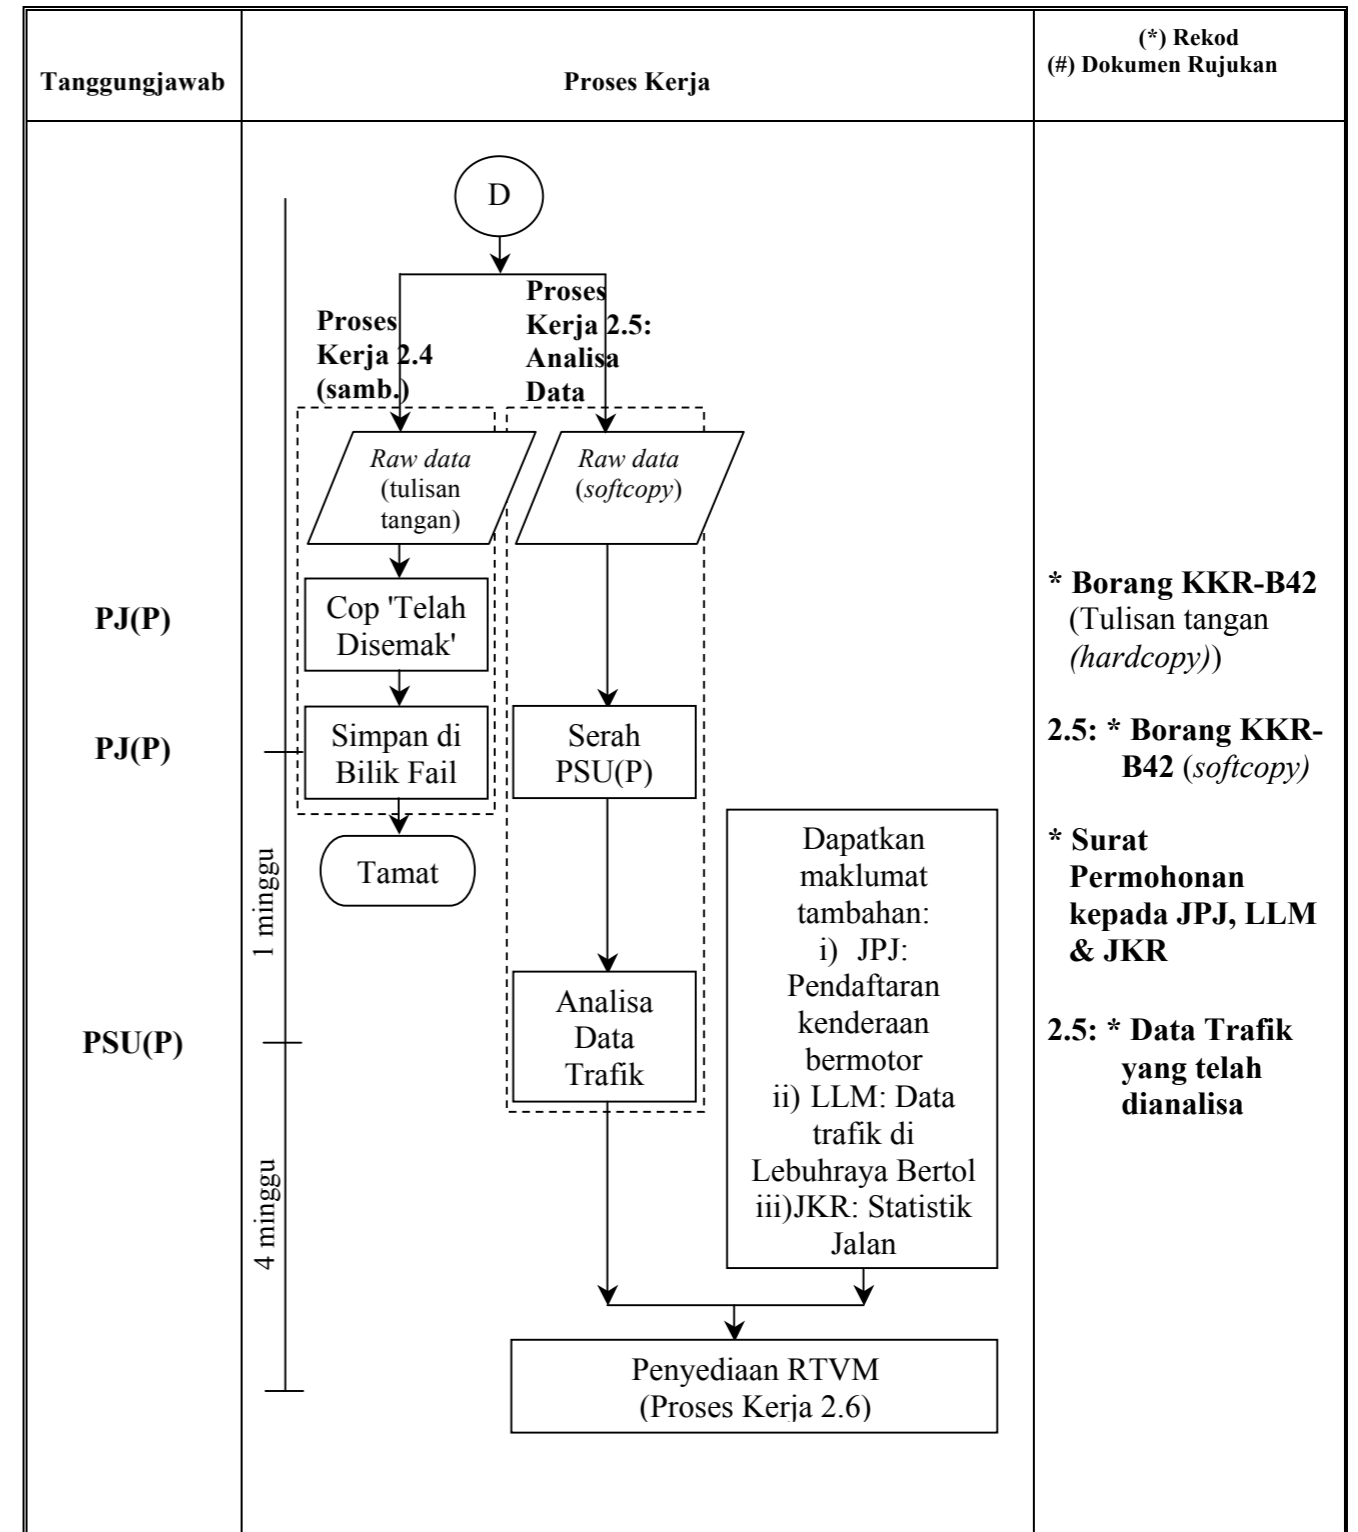 Tanggungjawab
Proses Kerja
(*) Rekod
(#) Dokumen Rujukan
D
Proses
Kerja 2.4
(samb.)
Proses
Kerja 2.5:
Analisa
Data
Raw data
(tulisan
tangan)
Raw data
(softcopy)
PJ(P)
Cop 'Telah
Disemak'
* Borang KKR-B42
(Tulisan tangan
(hardcopy))
PJ(P)
Simpan di
Bilik Fail
Serah
PSU(P)
2.5: * Borang KKR-
B42 (softcopy)
Tamat
1 minggu
Dapatkan
maklumat
tambahan:
i) JPJ:
Pendaftaran
kenderaan
bermotor
ii) LLM: Data
trafik di
Lebuhraya Bertol
iii)JKR: Statistik
Jalan
* Surat
Permohonan
kepada JPJ, LLM
& JKR
PSU(P)
Analisa
Data
Trafik
2.5: * Data Trafik
yang telah
dianalisa
4 minggu
Penyediaan RTVM
(Proses Kerja 2.6)